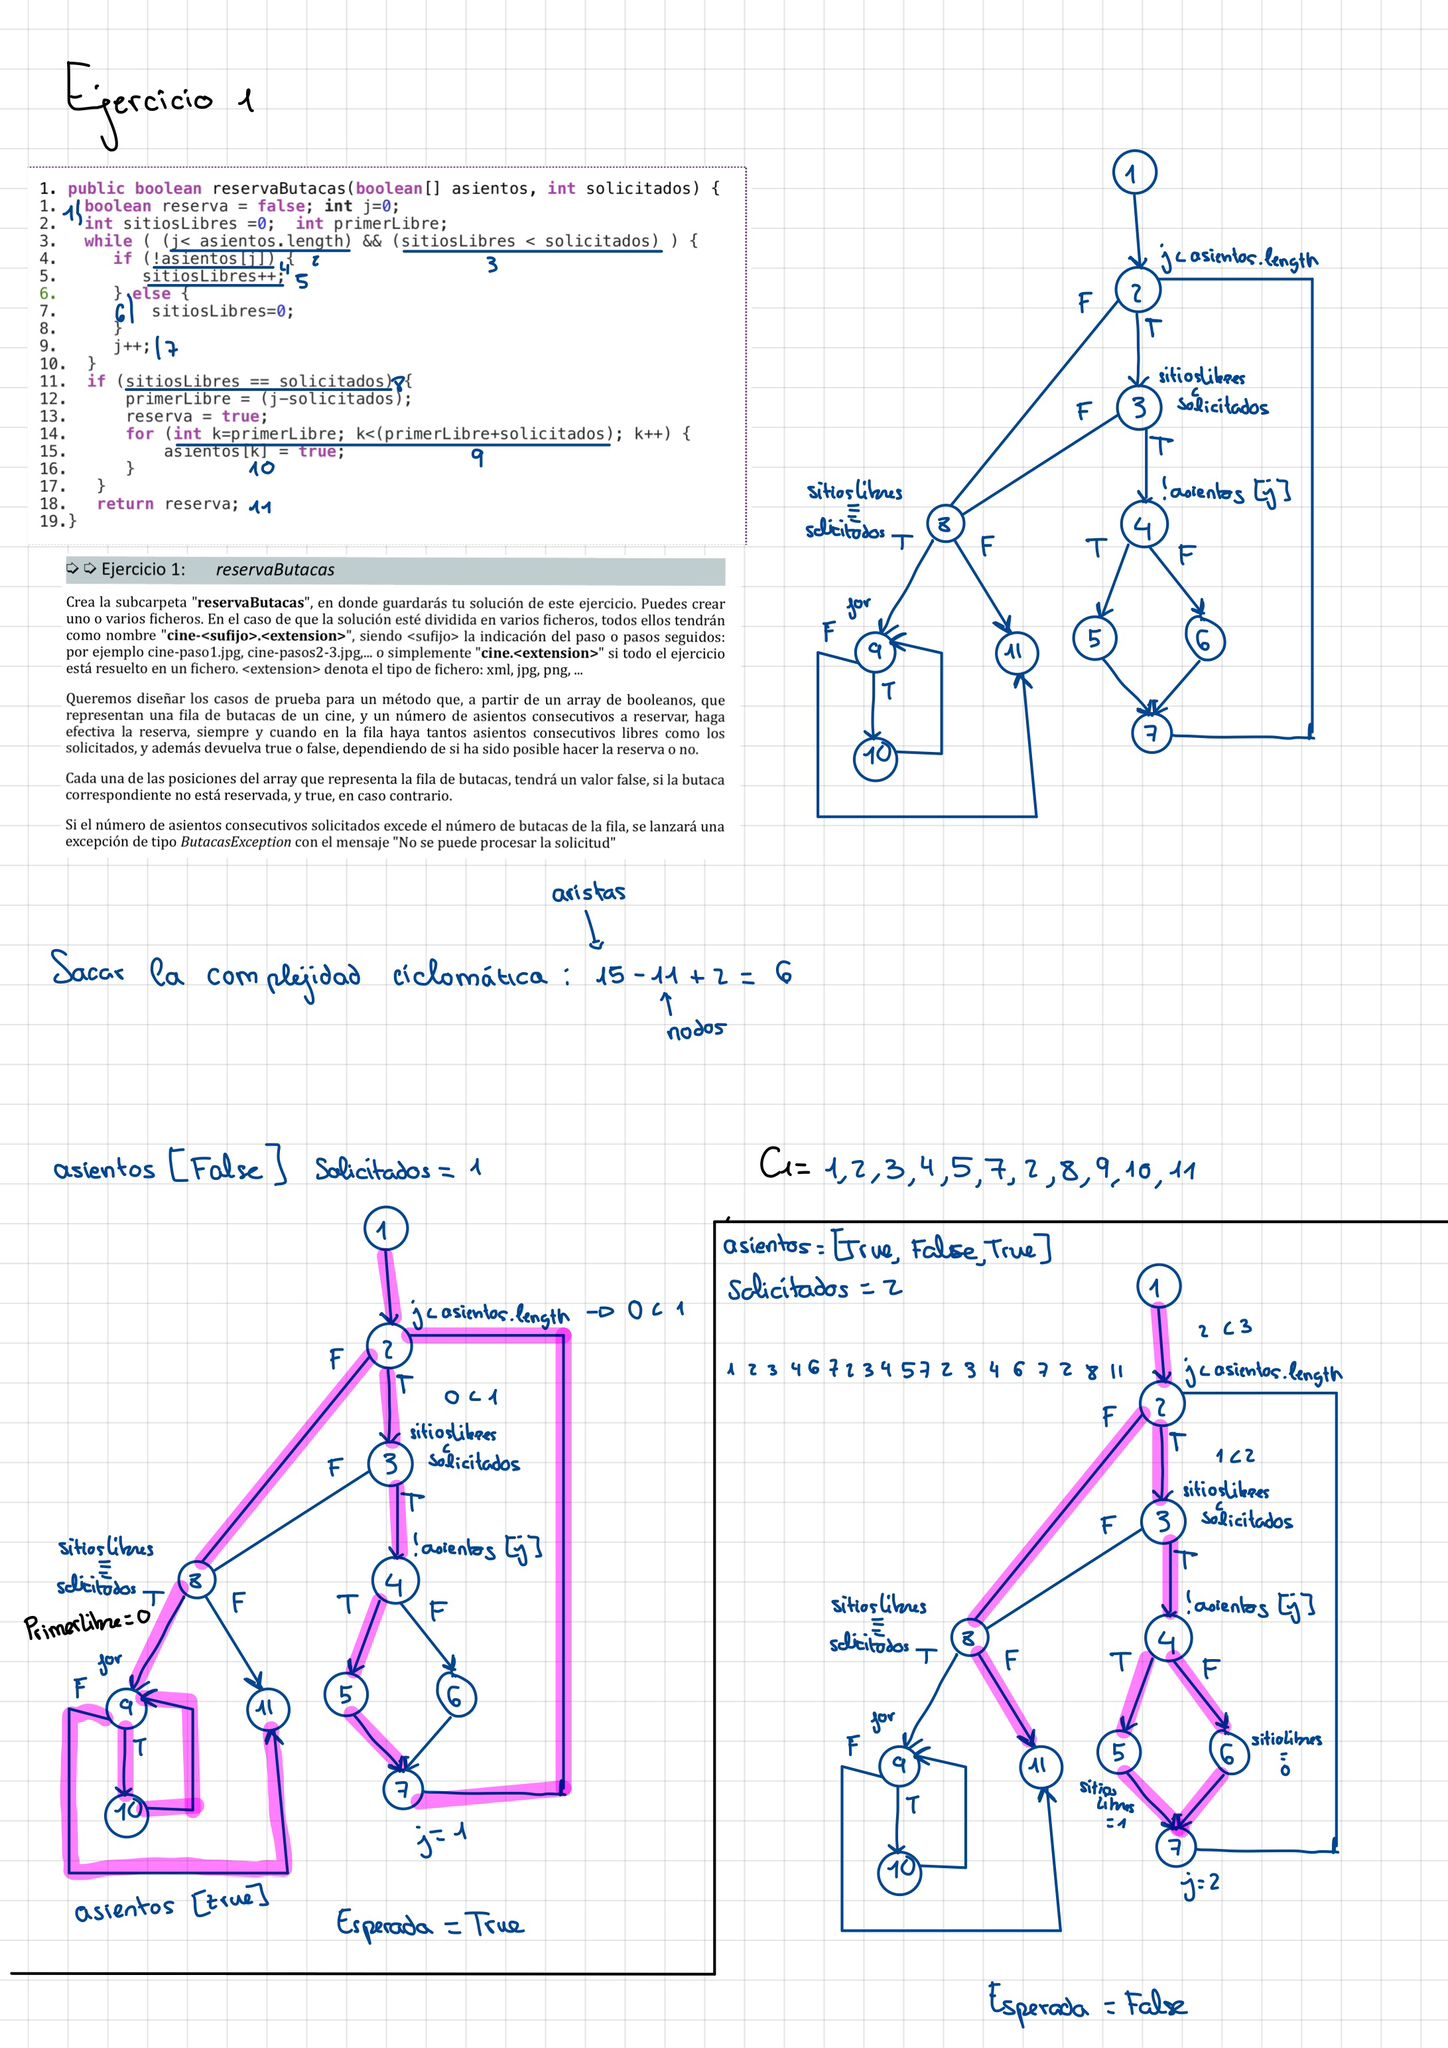 Ejercicio 1
1. public boolean reservaButacas(boolean[] asientos, int solicitados) {
1. boolean reserva = false; int j=0;
1
2. int sitiosLibres =0; int primerLibre;
3. while ( (j< asientos.length) && (sitiosLibres < solicitados) ) {
2
3
4. if (!asientos[j]) {
4
5. sitiosLibres++;
5
6. } else {
7. sitiosLibres=0;
6
8. }
9. j++;
7
10. }
11. if (sitiosLibres == solicitados) {
8
12. primerLibre = (j-solicitados);
13. reserva = true;
14. for (int k=primerLibre; k<(primerLibre+solicitados); k++) {
9
15. asientos[k] = true;
10
16. }
17. }
18. return reserva;
11
19.}
➩ ➩ Ejercicio 1: reservaButacas
Crea la subcarpeta "reservaButacas", en donde guardarás tu solución de este ejercicio. Puedes crear
uno o varios ficheros. En el caso de que la solución esté dividida en varios ficheros, todos ellos tendrán
como nombre "cine-<sufijo>.<extension>", siendo <sufijo> la indicación del paso o pasos seguidos:
por ejemplo cine-paso1.jpg, cine-pasos2-3.jpg,... o simplemente "cine.<extension>" si todo el ejercicio
está resuelto en un fichero. <extension> denota el tipo de fichero: xml, jpg, png, ...
Queremos diseñar los casos de prueba para un método que, a partir de un array de booleanos, que
representan una fila de butacas de un cine, y un número de asientos consecutivos a reservar, haga
efectiva la reserva, siempre y cuando en la fila haya tantos asientos consecutivos libres como los
solicitados, y además devuelva true o false, dependiendo de si ha sido posible hacer la reserva o no.
Cada una de las posiciones del array que representa la fila de butacas, tendrá un valor false, si la butaca
correspondiente no está reservada, y true, en caso contrario.
Si el número de asientos consecutivos solicitados excede el número de butacas de la fila, se lanzará una
excepción de tipo ButacasException con el mensaje "No se puede procesar la solicitud"
1
j < asientos.length
2
F
T
sitioslibres
<
solicitados
3
F
T
!asientos [j]
4
T
F
sitioslibres
=
=
solicitados
8
T
F
5
6
7
for
F
9
T
10
11
aristas
Sacar la complejidad ciclomática : 15 - 11 + 2 = 6
nodos
asientos [False] Solicitados = 1
C1= 1,2,3,4,5,7,2,8,9,10,11
1
j < asientos.length → 0 < 1
2
F
T
0 < 1
sitioslibres
<
solicitados
3
F
T
!asientos [j]
4
T
F
sitioslibres
=
=
solicitados
8
T
F
Primerlibre=0
5
6
7
j=1
for
F
9
T
10
11
asientos [true]
Esperada = True
asientos = [True, False, True]
Solicitados = 2
1 2 3 4 6 7 2 3 4 5 7 2 3 4 6 7 2 8 11
1
2 < 3
j < asientos.length
2
F
T
1 < 2
sitioslibres
<
solicitados
3
F
T
!asientos [j]
4
T
F
sitioslibres
=
=
solicitados
8
T
F
5
sitios
libres
=1
6
sitiolibres
=
0
7
j=2
for
F
9
T
10
11
Esperada = False